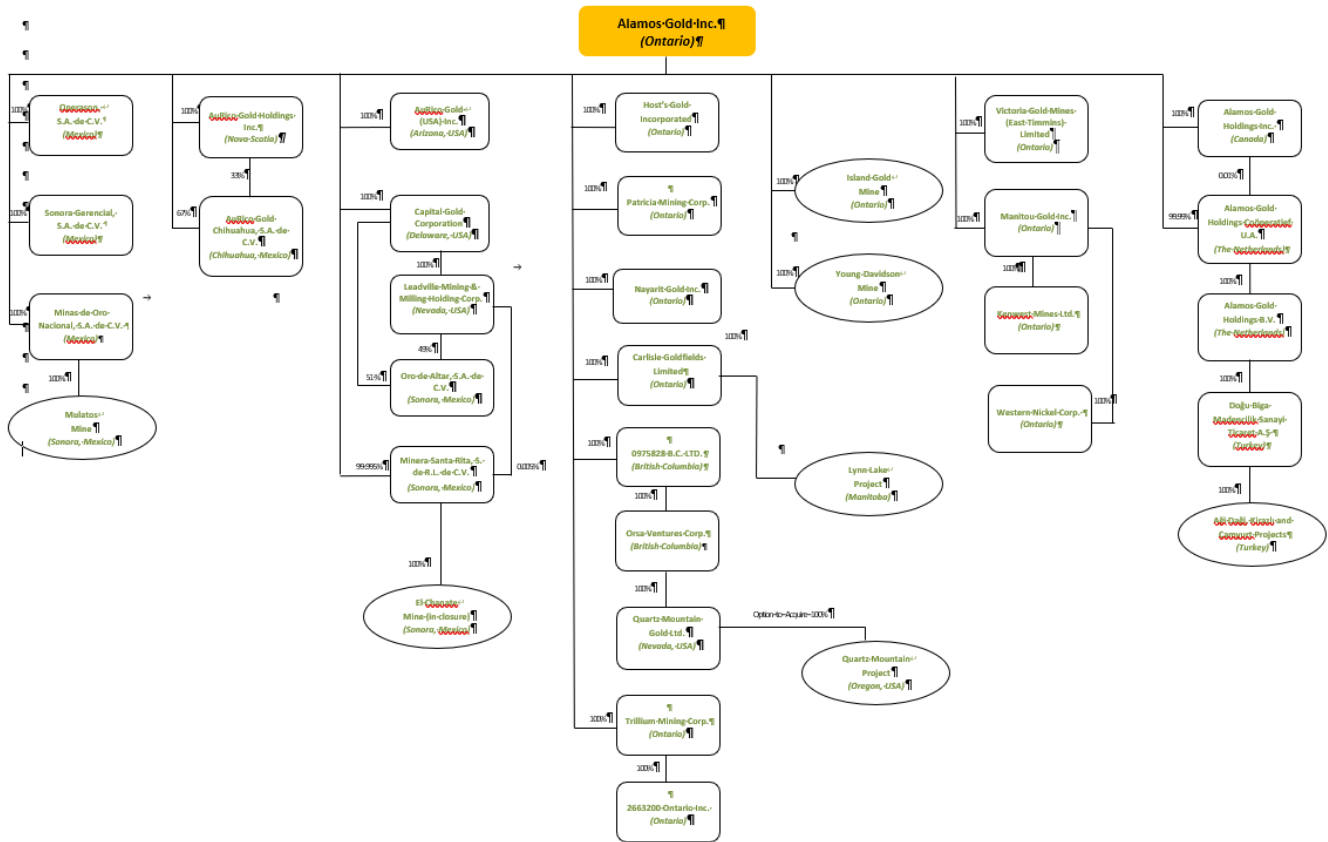 Alamos Gold Inc.
(Ontario)
100%
Operason
S.A. de C.V.
(Mexico)
100%
Sonora Gerencial,
S.A. de C.V.
(Mexico)
100%
Minas de Oro
Nacional, S.A. de C.V.
(Mexico)
100%
Mulatos
Mine
(Sonora, Mexico)
100%
AuRico Gold Holdings
Inc.
(Nova Scotia)
33%
67%
AuRico Gold
Chihuahua, S.A. de
C.V.
(Chihuahua, Mexico)
100%
AuRico Gold
(USA) Inc.
(Arizona, USA)
100%
Capital Gold
Corporation
(Delaware, USA)
100%
Leadville Mining &
Milling Holding Corp.
(Nevada, USA)
49%
51%
Oro de Altar, S.A. de
C.V.
(Sonora, Mexico)
99.995%
Minera Santa Rita, S.
de R.L. de C.V.
(Sonora, Mexico)
0.005%
100%
El Chanate
Mine (in closure)
(Sonora, Mexico)
100%
Host's Gold
Incorporated
(Ontario)
100%
Patricia Mining Corp.
(Ontario)
100%
Nayarit Gold Inc.
(Ontario)
100%
Carlisle Goldfields
Limited
(Ontario)
100%
Lynn Lake
Project
(Manitoba)
100%
0975828 B.C. LTD.
(British Columbia)
100%
Orsa Ventures Corp.
(British Columbia)
100%
Quartz Mountain
Gold Ltd.
(Nevada, USA)
Option to Acquire 100%
Quartz Mountain
Project
(Oregon, USA)
100%
Trillium Mining Corp.
(Ontario)
100%
2663200 Ontario Inc.
(Ontario)
100%
Island Gold
Mine
(Ontario)
100%
Young-Davidson
Mine
(Ontario)
100%
Victoria Gold Mines
(East Timmins)
Limited
(Ontario)
100%
Manitou Gold Inc.
(Ontario)
100%
Kenwest Mines Ltd.
(Ontario)
100%
Western Nickel Corp.
(Ontario)
100%
Alamos Gold
Holdings Inc.
(Canada)
0.01%
99.99%
Alamos Gold
Holdings Coöperatief
U.A.
(The Netherlands)
100%
Alamos Gold
Holdings B.V.
(The Netherlands)
100%
Doğu Biga
Madencilik Sanayi
Ticaret A.Ş.
(Turkey)
100%
Ağı Dağı, Kirazlı and
Çamyurt Projects
(Turkey)